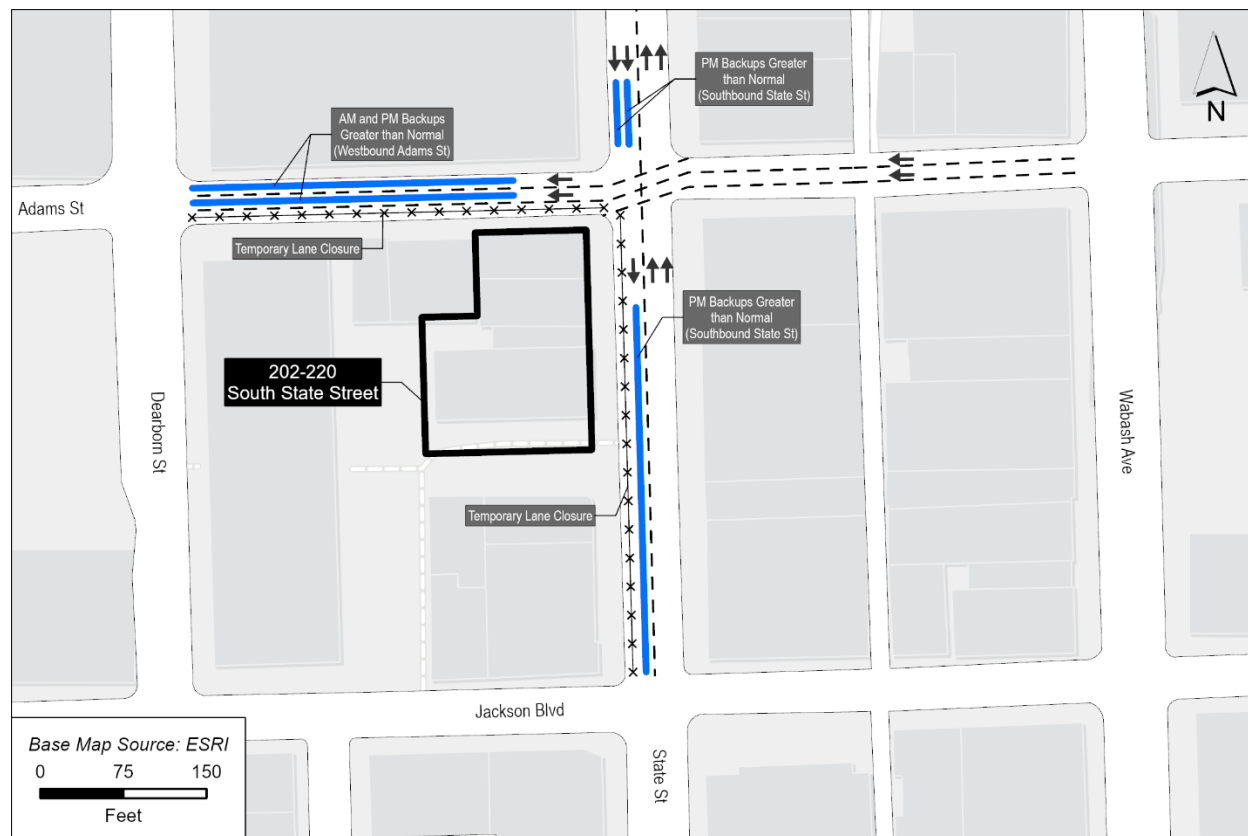 PM Backups Greater
than Normal
(Southbound State St)
N
AM and PM Backups
Greater than Normal
(Westbound Adams St)
Adams St
Temporary Lane Closure
PM Backups Greater
than Normal
(Southbound State St)
202-220
South State Street
Dearborn St
Wabash Ave
Temporary Lane Closure
Jackson Blvd
State St
Base Map Source: ESRI
0 75 150
Feet